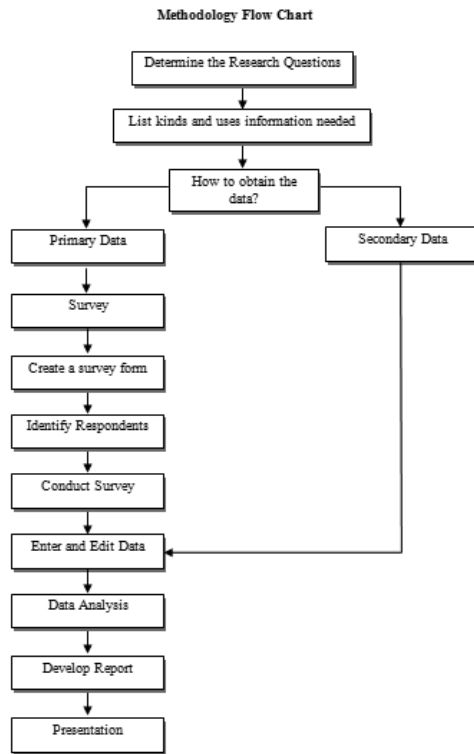 Methodology Flow Chart
Determine the Research Questions
List kinds and uses information needed
How to obtain the
data?
Primary Data
Secondary Data
Survey
Create a survey form
Identify Respondents
Conduct Survey
Enter and Edit Data
Data Analysis
Develop Report
Presentation